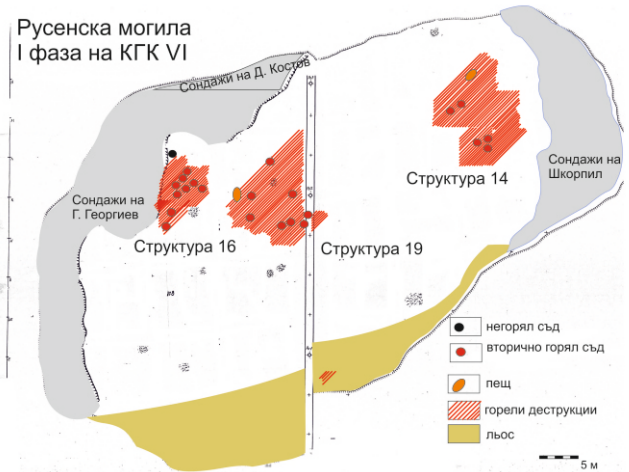 Русенска могила
I фаза на КГК VI
Сондажи на Д. Костов
Сондажи на
Шкорпил
Структура 14
Сондажи на
Г. Георгиев
Структура 16
Структура 19
негорял съд
вторично горял съд
пещ
горели деструкции
льос
5 м